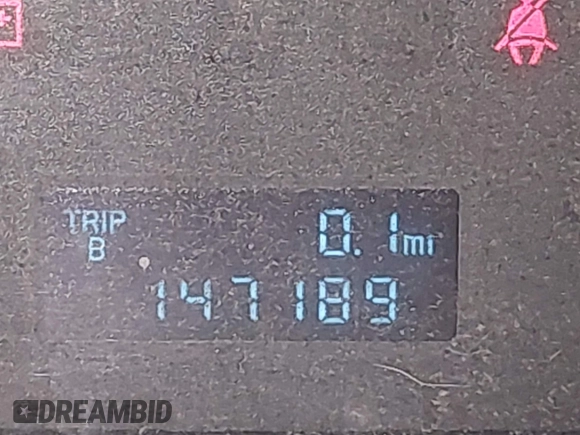 TRIP 0.1mi
B
147189
DREAMBID